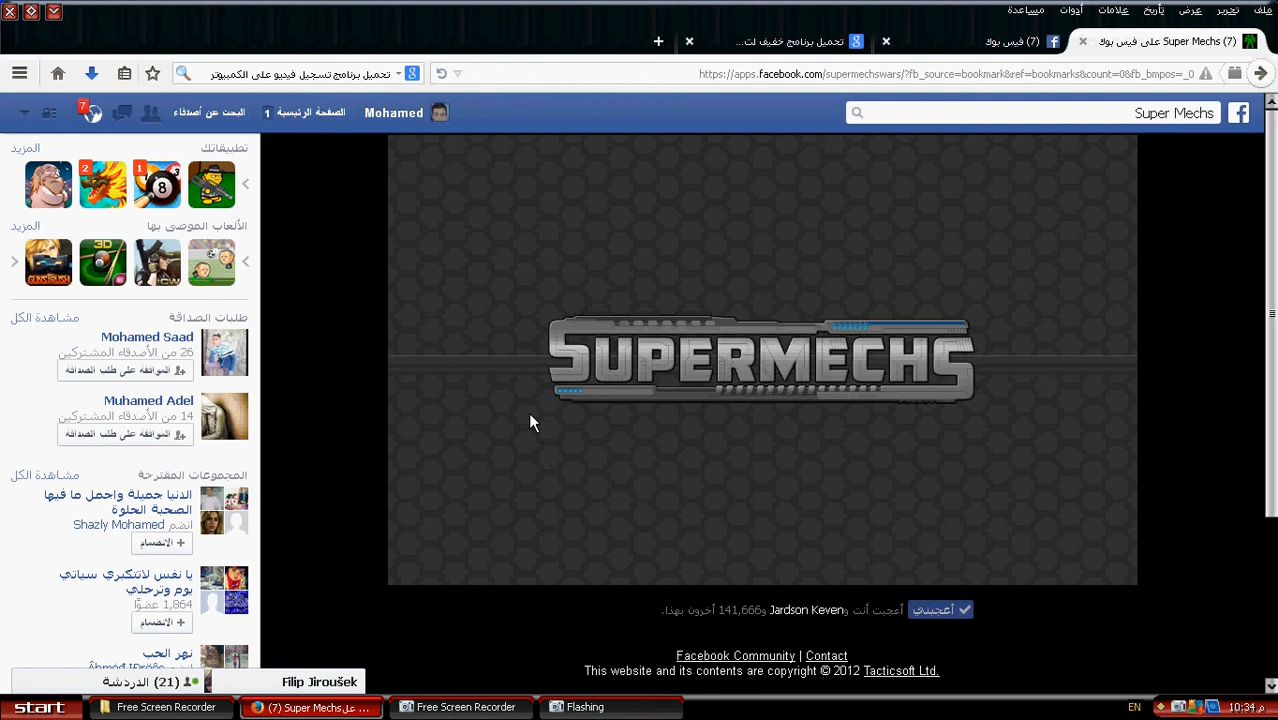 ملف تحرير عرض تأريخ علامات أدوات مساعدة
(7) Super Mechs على فيس بوك
(7) فيس بوك
تحميل برنامج خفيف لت...
https://apps.facebook.com/supermechswars/?fb_source=bookmark&ref=bookmarks&count=0&fb_bmpos=_0
تحميل برنامج تسجيل فيديو على الكمبيوتر
Super Mechs
Mohamed
الصفحة الرئيسية 1
البحث عن أصدقاء
7
تطبيقاتك
المزيد
1
2
الألعاب الموصى بها
المزيد
3D
طلبات الصداقة
مشاهدة الكل
Mohamed Saad
26 من الأصدقاء المشتركين
الموافقة على طلب الصداقة
Muhamed Adel
14 من الأصدقاء المشتركين
الموافقة على طلب الصداقة
المجموعات المقترحة
مشاهدة الكل
الدنيا جميلة واجمل ما فيها
الصحبة الحلوة
انضم Shazly Mohamed
+ الانضمام
يا نفس لاتتكبري سياتي
يوم وترحلي
1,864 عضوًا
+ الانضمام
نهر الحب
الدردشة (21)
Filip Jiroušek
SUPERMECHS
أعجبني
أعجبت أنت وJardson Keven و141,666 آخرون بهذا.
Facebook Community | Contact
This website and its contents are copyright © 2012 Tacticsoft Ltd.
start
Free Screen Recorder
(7) Super Mechs عل...
Free Screen Recorder
Flashing
EN
10:34 م